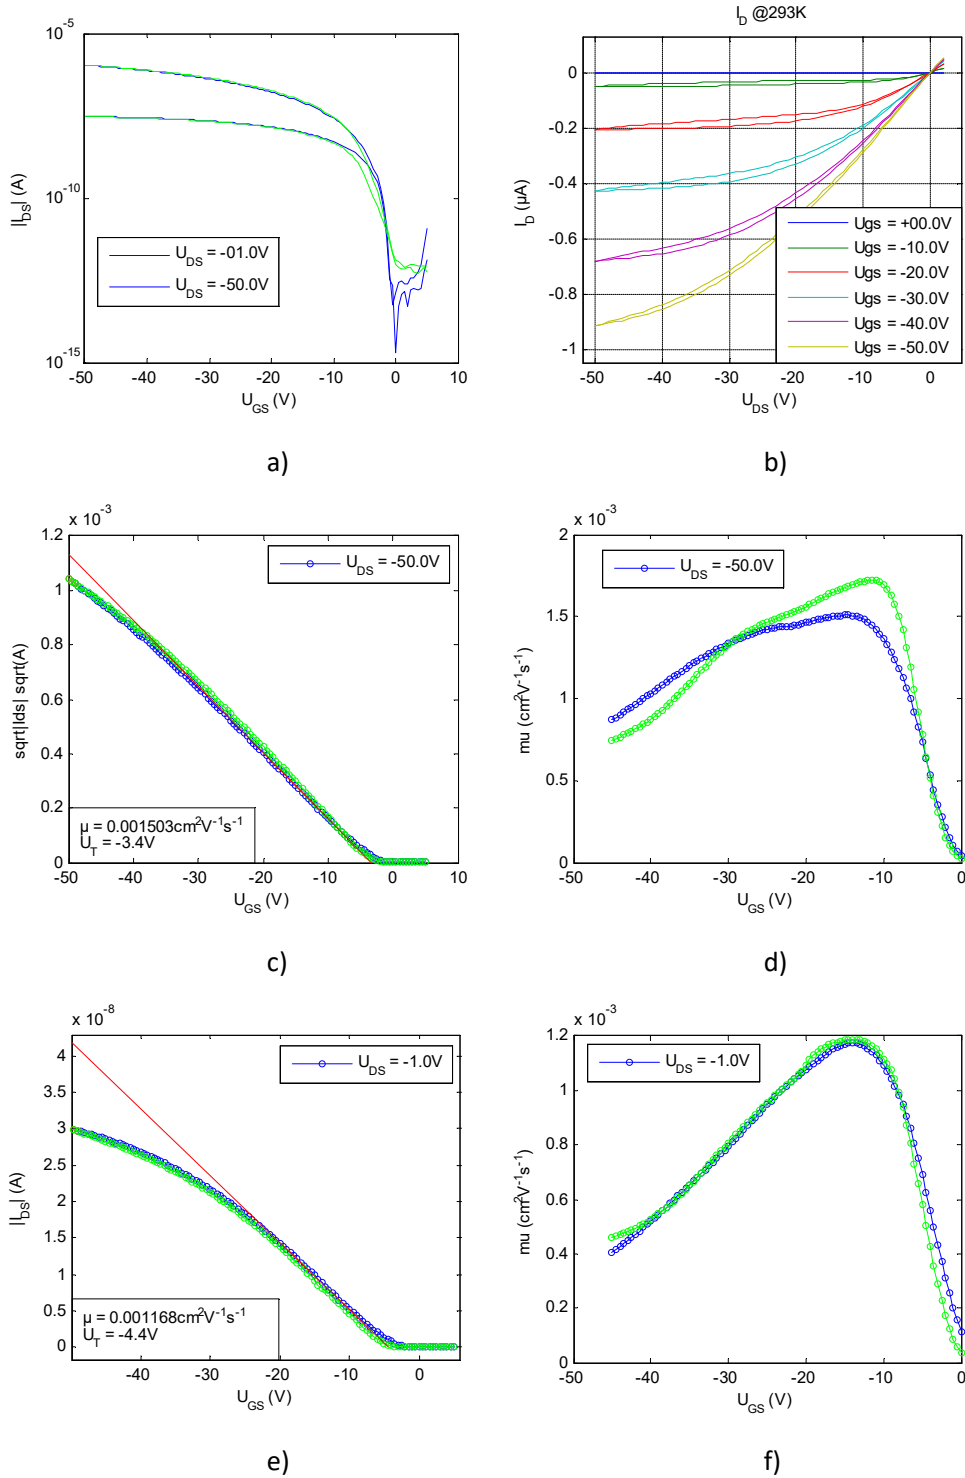 10^-5
10^-10
10^-15
|I_DS| (A)
U_DS = -01.0V
U_DS = -50.0V
-50 -40 -30 -20 -10 0 10
U_GS (V)
a)
I_D @293K
0
-0.2
-0.4
-0.6
-0.8
-1
I_D (µA)
Ugs = +00.0V
Ugs = -10.0V
Ugs = -20.0V
Ugs = -30.0V
Ugs = -40.0V
Ugs = -50.0V
-50 -40 -30 -20 -10 0
U_DS (V)
b)
x 10^-3
1.2
1
0.8
0.6
0.4
0.2
0
sqrt|Ids| sqrt(A)
U_DS = -50.0V
µ = 0.001503cm²V⁻¹s⁻¹
U_T = -3.4V
-50 -40 -30 -20 -10 0 10
U_GS (V)
c)
x 10^-3
2
1.5
1
0.5
0
mu (cm²V⁻¹s⁻¹)
U_DS = -50.0V
-50 -40 -30 -20 -10 0
U_GS (V)
d)
x 10^-8
4
3.5
3
2.5
2
1.5
1
0.5
0
|I_DS| (A)
U_DS = -1.0V
µ = 0.001168cm²V⁻¹s⁻¹
U_T = -4.4V
-40 -30 -20 -10 0
U_GS (V)
e)
x 10^-3
1.2
1
0.8
0.6
0.4
0.2
0
mu (cm²V⁻¹s⁻¹)
U_DS = -1.0V
-50 -40 -30 -20 -10 0
U_GS (V)
f)